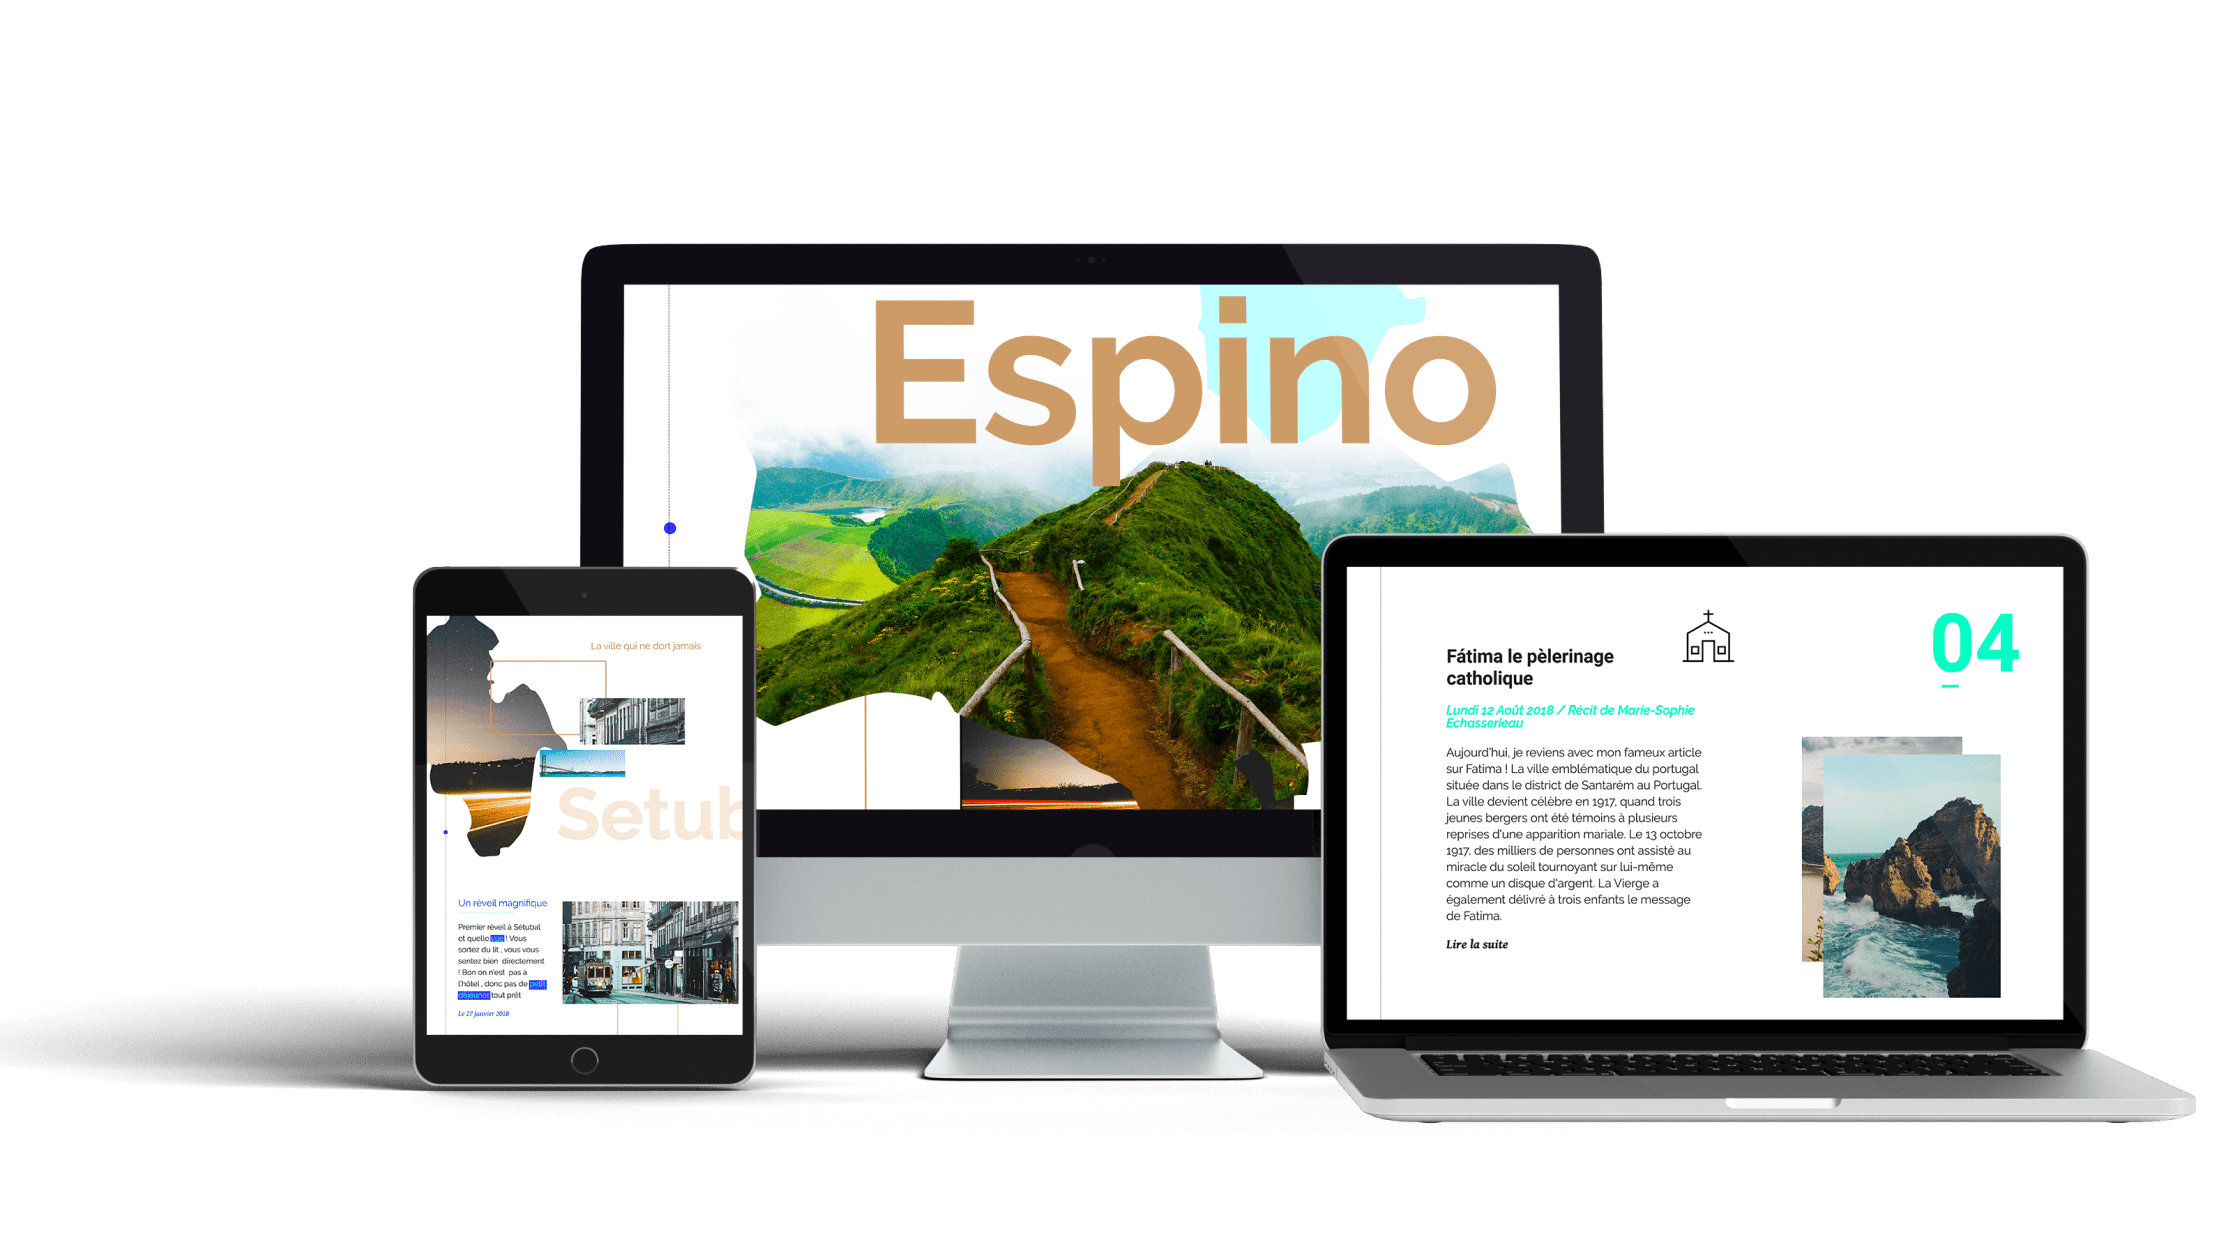 Espino
La ville qui ne dort jamais
Setub
Un réveil magnifique
Premier réveil à Sétubal
et quelle vue ! Vous
sortez du lit , vous vous
sentez bien directement
! Bon on n'est pas à
l'hôtel , donc pas de petit
déjeuner tout prêt
Le 27 janvier 2018
04
Fátima le pèlerinage
catholique
Lundi 12 Août 2018 / Récit de Marie-Sophie
Echasserleau
Aujourd'hui, je reviens avec mon fameux article
sur Fatima ! La ville emblématique du portugal
située dans le district de Santarém au Portugal.
La ville devient célèbre en 1917, quand trois
jeunes bergers ont été témoins à plusieurs
reprises d'une apparition mariale. Le 13 octobre
1917, des milliers de personnes ont assisté au
miracle du soleil tournoyant sur lui-même
comme un disque d'argent. La Vierge a
également délivré à trois enfants le message
de Fatima.
Lire la suite